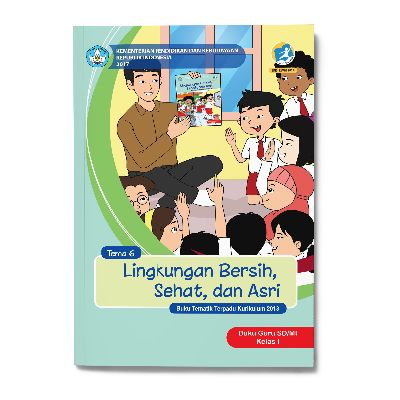 KEMENTERIAN PENDIDIKAN DAN KEBUDAYAAN
REPUBLIK INDONESIA
2017
Tema 6
Lingkungan Bersih,
Sehat, dan Asri
Buku Tematik Terpadu Kurikulum 2013
Buku Guru SD/MI
Kelas I